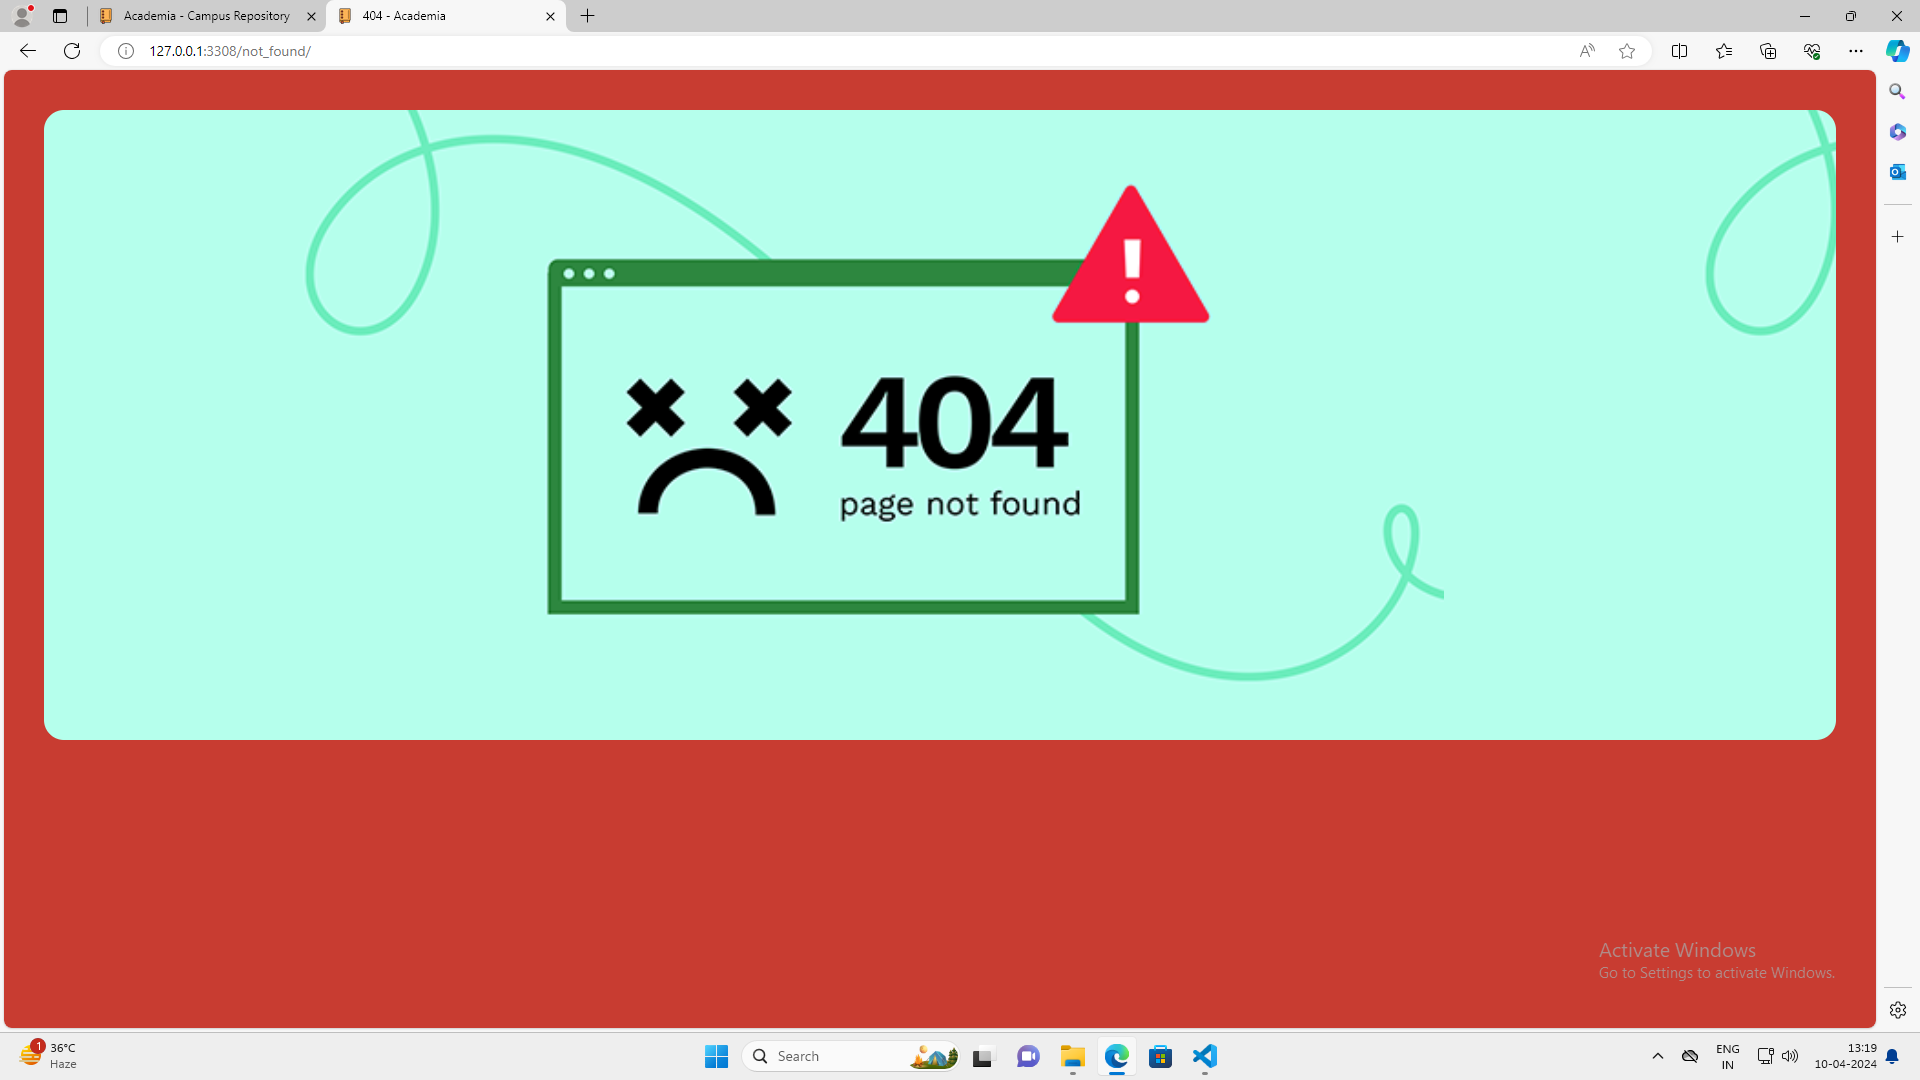 Academia - Campus Repository
404 - Academia
127.0.0.1:3308/not_found/
!
404
page not found
Activate Windows
Go to Settings to activate Windows.
1
36°C
Haze
Search
ENG
IN
13:19
10-04-2024